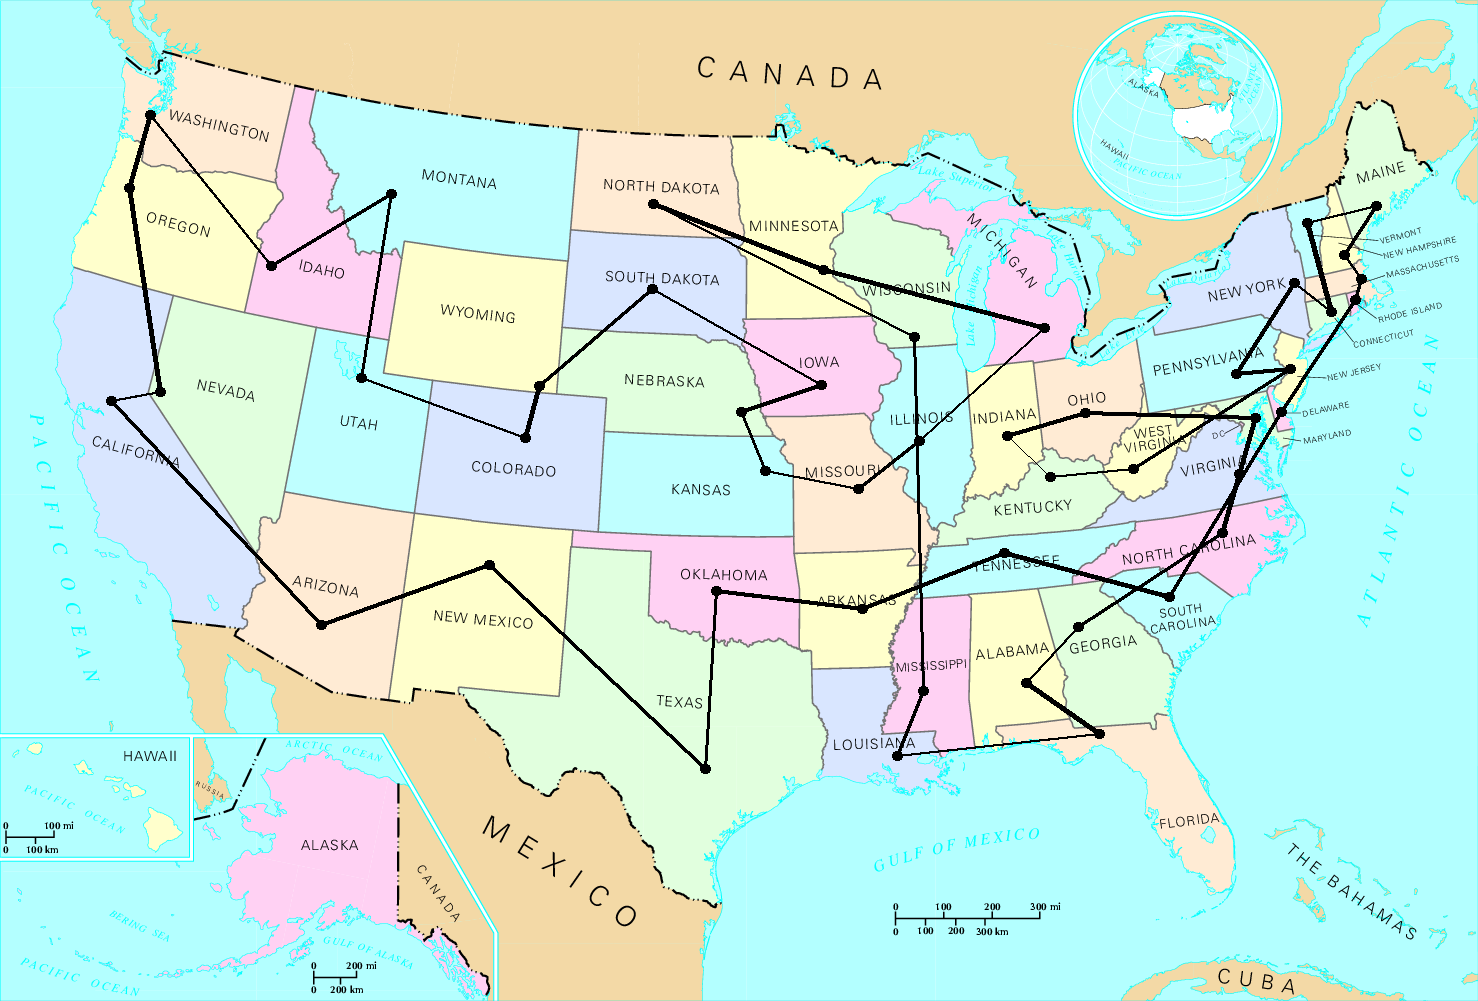 CANADA
ALASKA
ATLANTIC
OCEAN
HAWAII
PACIFIC OCEAN
WASHINGTON
MONTANA
NORTH DAKOTA
MINNESOTA
Lake Superior
MICHIGAN
MAINE
OREGON
IDAHO
SOUTH DAKOTA
WISCONSIN
Lake Michigan
VERMONT
NEW HAMPSHIRE
MASSACHUSETTS
NEW YORK
RHODE ISLAND
CONNECTICUT
WYOMING
IOWA
PENNSYLVANIA
NEW JERSEY
NEVADA
NEBRASKA
ILLINOIS
INDIANA
OHIO
DELAWARE
UTAH
CALIFORNIA
COLORADO
KANSAS
MISSOURI
WEST
VIRGINIA
DC
MARYLAND
VIRGINIA
KENTUCKY
PACIFIC OCEAN
ATLANTIC OCEAN
ARIZONA
NEW MEXICO
OKLAHOMA
ARKANSAS
TENNESSEE
NORTH CAROLINA
SOUTH
CAROLINA
TEXAS
MISSISSIPPI
ALABAMA
GEORGIA
LOUISIANA
FLORIDA
HAWAII
PACIFIC OCEAN
0 100 mi
0 100 km
RUSSIA
ARCTIC OCEAN
ALASKA
CANADA
BERING SEA
PACIFIC OCEAN
GULF OF ALASKA
0 200 mi
0 200 km
MEXICO
GULF OF MEXICO
0 100 200 300 mi
0 100 200 300 km
THE BAHAMAS
CUBA